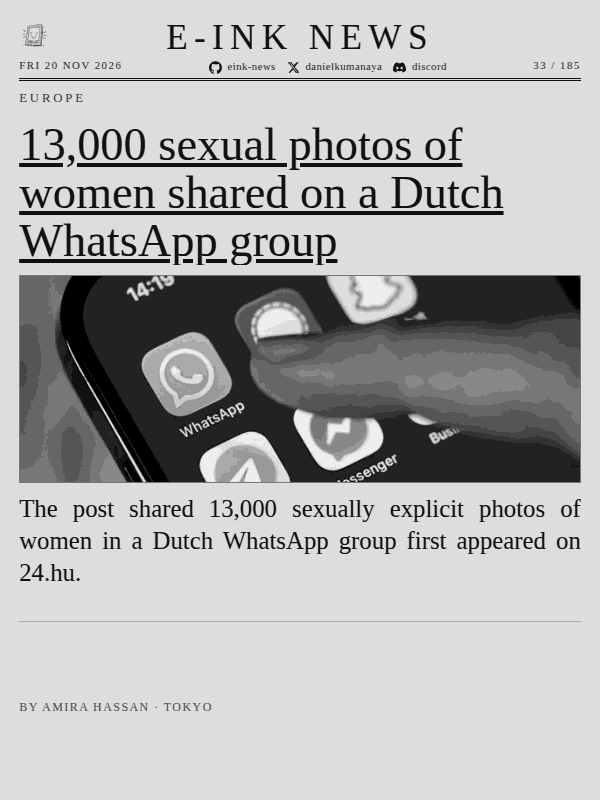 E-INK NEWS
FRI 20 NOV 2026
eink-news danielkumanaya discord
33 / 185
EUROPE
13,000 sexual photos of
women shared on a Dutch
WhatsApp group
14:19
WhatsApp
Messenger
Busi
The post shared 13,000 sexually explicit photos of
women in a Dutch WhatsApp group first appeared on
24.hu.
BY AMIRA HASSAN · TOKYO